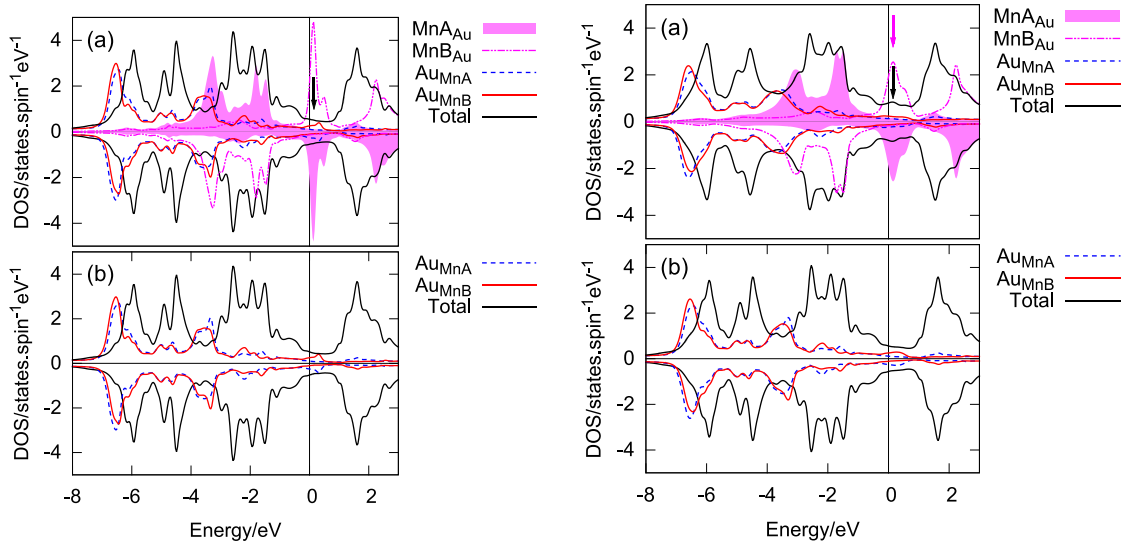 (a)
MnA_Au
MnB_Au
Au_MnA
Au_MnB
Total
4
2
0
-2
-4
DOS/states.spin⁻¹eV⁻¹
(b)
Au_MnA
Au_MnB
Total
4
2
0
-2
-4
DOS/states.spin⁻¹eV⁻¹
-8 -6 -4 -2 0 2
Energy/eV
(a)
MnA_Au
MnB_Au
Au_MnA
Au_MnB
Total
4
2
0
-2
-4
DOS/states.spin⁻¹eV⁻¹
(b)
Au_MnA
Au_MnB
Total
4
2
0
-2
-4
DOS/states.spin⁻¹eV⁻¹
-8 -6 -4 -2 0 2
Energy/eV